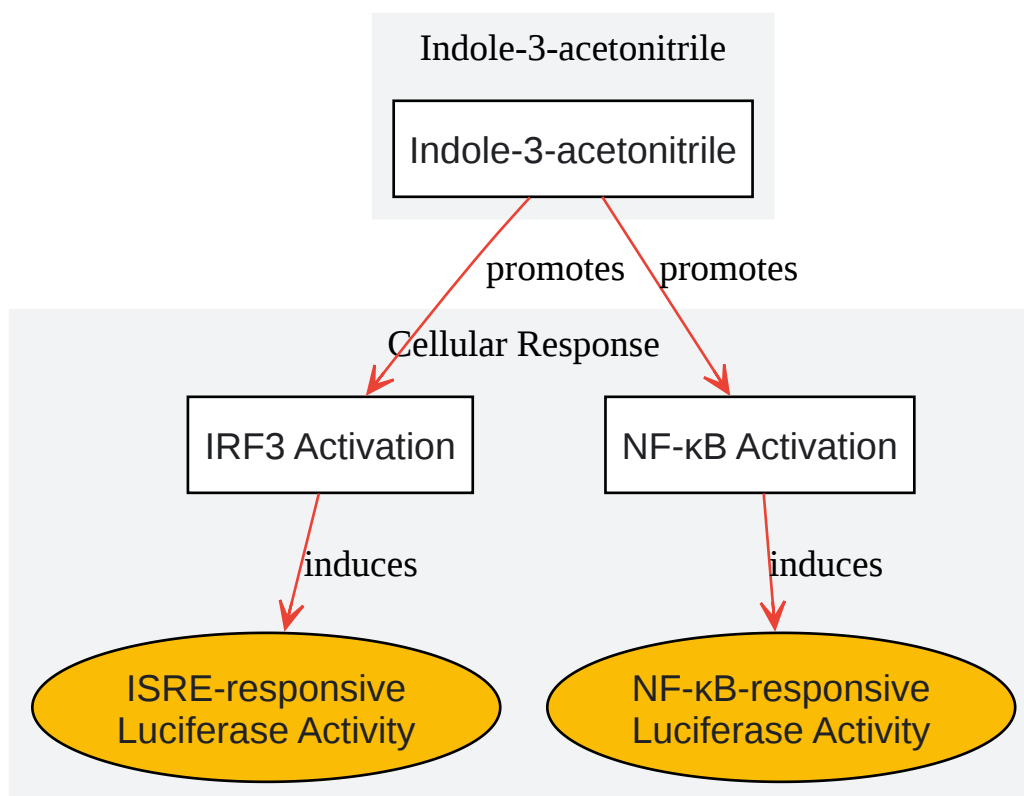 Indole-3-acetonitrile
Indole-3-acetonitrile
promotes
promotes
Cellular Response
IRF3 Activation
NF-κB Activation
induces
induces
ISRE-responsive
Luciferase Activity
NF-κB-responsive
Luciferase Activity